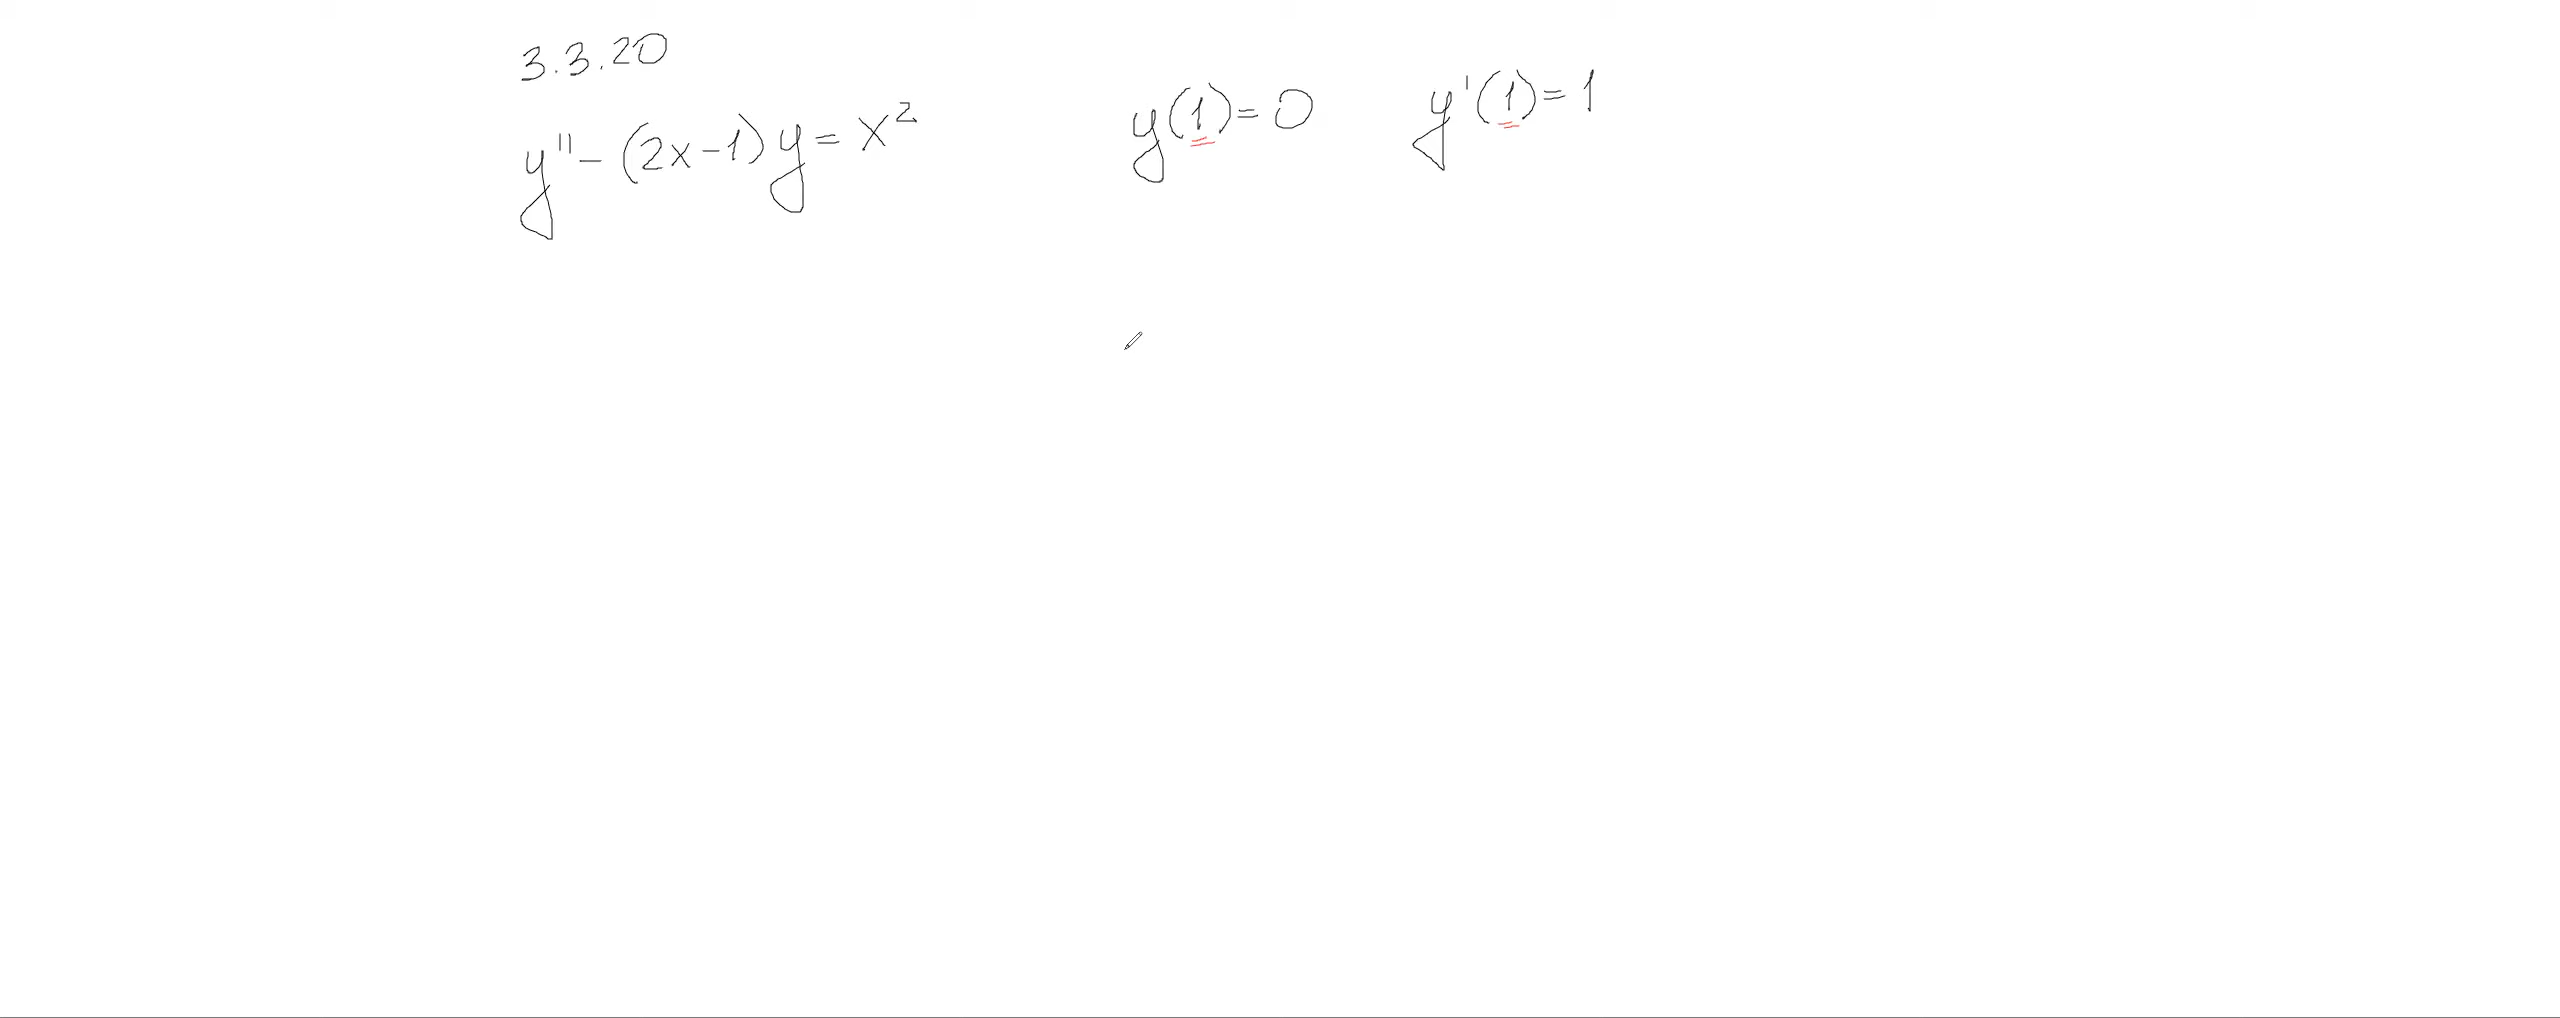 3.3.20
y'' - (2x-1)y = x² y(1) = 0 y'(1) = 1